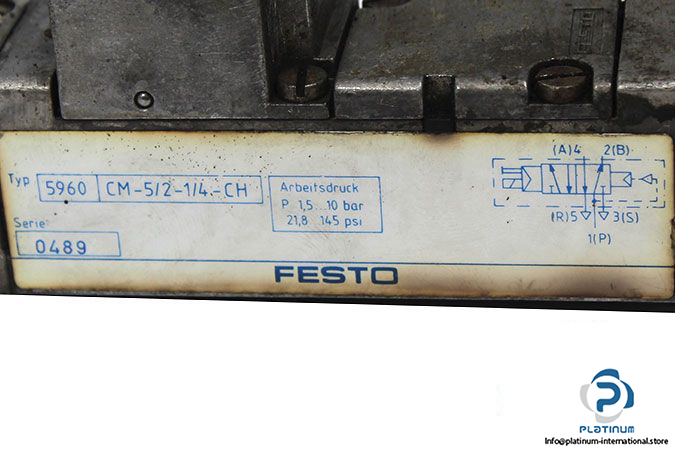 FESTO
Typ 5960 CM-5/2-1/4.-CH
Serie
0489
Arbeitsdruck
P 1,5...10 bar
21,8 145 psi
(A)4 2(B)
(R)5 3(S)
1(P)
FESTO
P
PLATINUM
Info@platinum-international.store